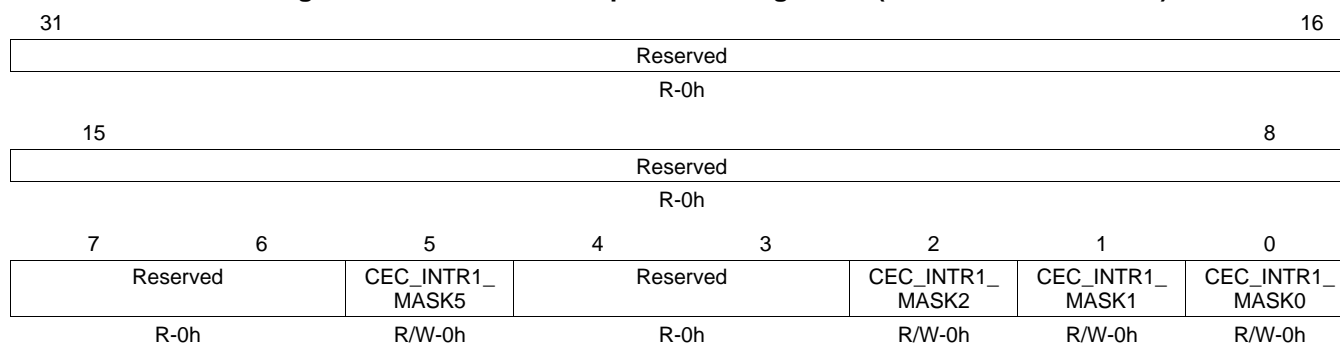 31 16
Reserved
R-0h
15 8
Reserved
R-0h
7 6 5 4 3 2 1 0
Reserved CEC_INTR1_ Reserved CEC_INTR1_ CEC_INTR1_ CEC_INTR1_
MASK5 MASK2 MASK1 MASK0
R-0h R/W-0h R-0h R/W-0h R/W-0h R/W-0h